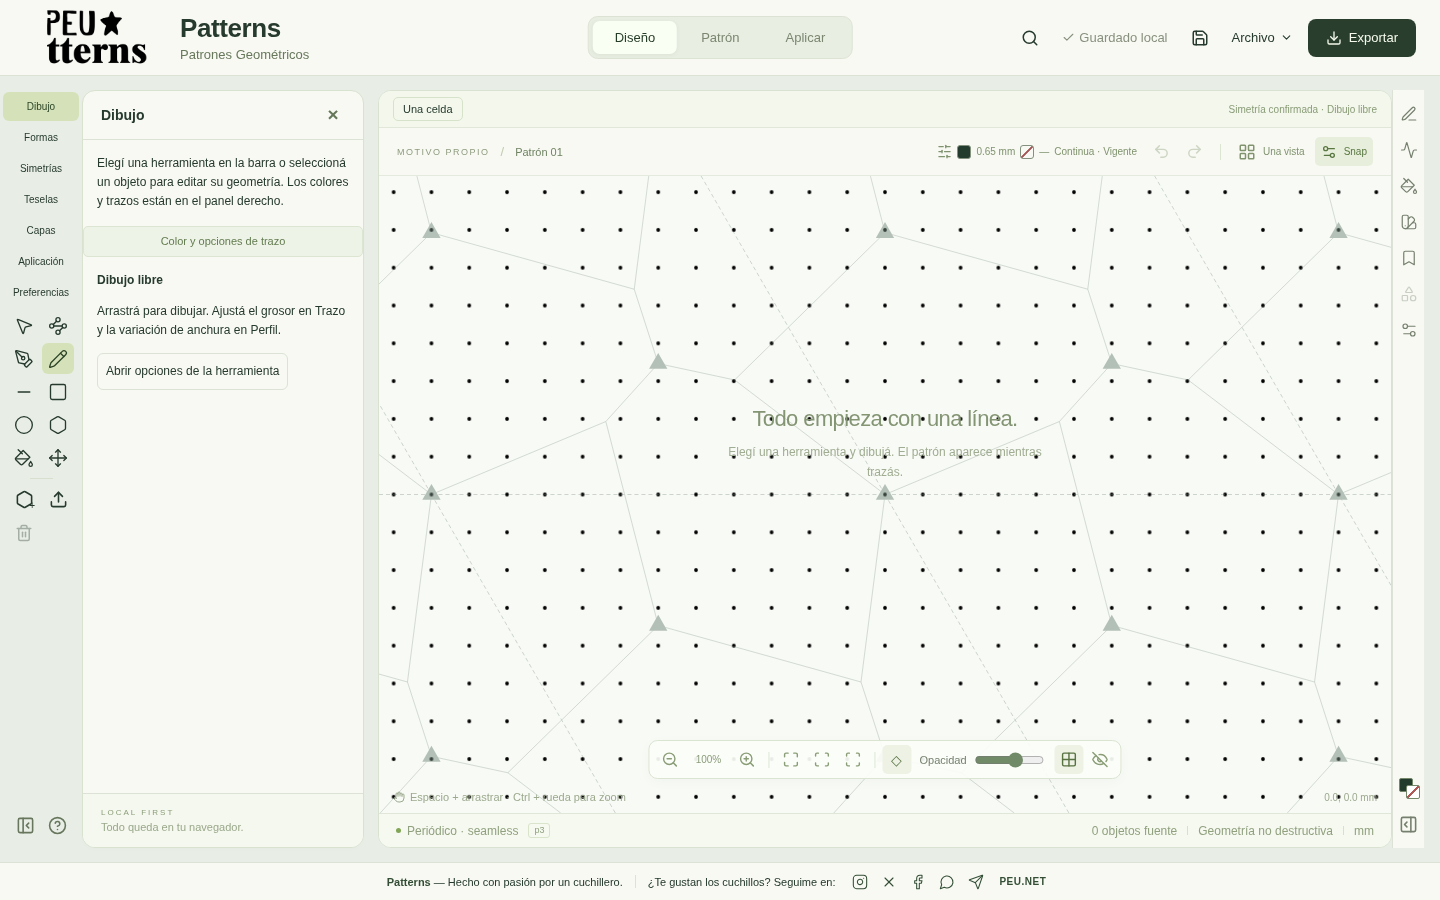 PEU
tterns
Patterns
Patrones Geométricos
Diseño
Patrón
Aplicar
Guardado local
Archivo
Exportar
Dibujo
Formas
Simetrías
Teselas
Capas
Aplicación
Preferencias
Dibujo
Elegí una herramienta en la barra o seleccioná
un objeto para editar su geometría. Los colores
y trazos están en el panel derecho.
Color y opciones de trazo
Dibujo libre
Arrastrá para dibujar. Ajustá el grosor en Trazo
y la variación de anchura en Perfil.
Abrir opciones de la herramienta
LOCAL FIRST
Todo queda en tu navegador.
Una celda
Simetría confirmada · Dibujo libre
MOTIVO PROPIO / Patrón 01
0.65 mm — Continua · Vigente
Una vista
Snap
Todo empieza con una línea.
Elegí una herramienta y dibujá. El patrón aparece mientras
trazás.
100%
Opacidad
Espacio + arrastrar · Ctrl + rueda para zoom
0.0, 0.0 mm
Periódico · seamless p3
0 objetos fuente
Geometría no destructiva
mm
Patterns — Hecho con pasión por un cuchillero.
¿Te gustan los cuchillos? Seguime en:
PEU.NET